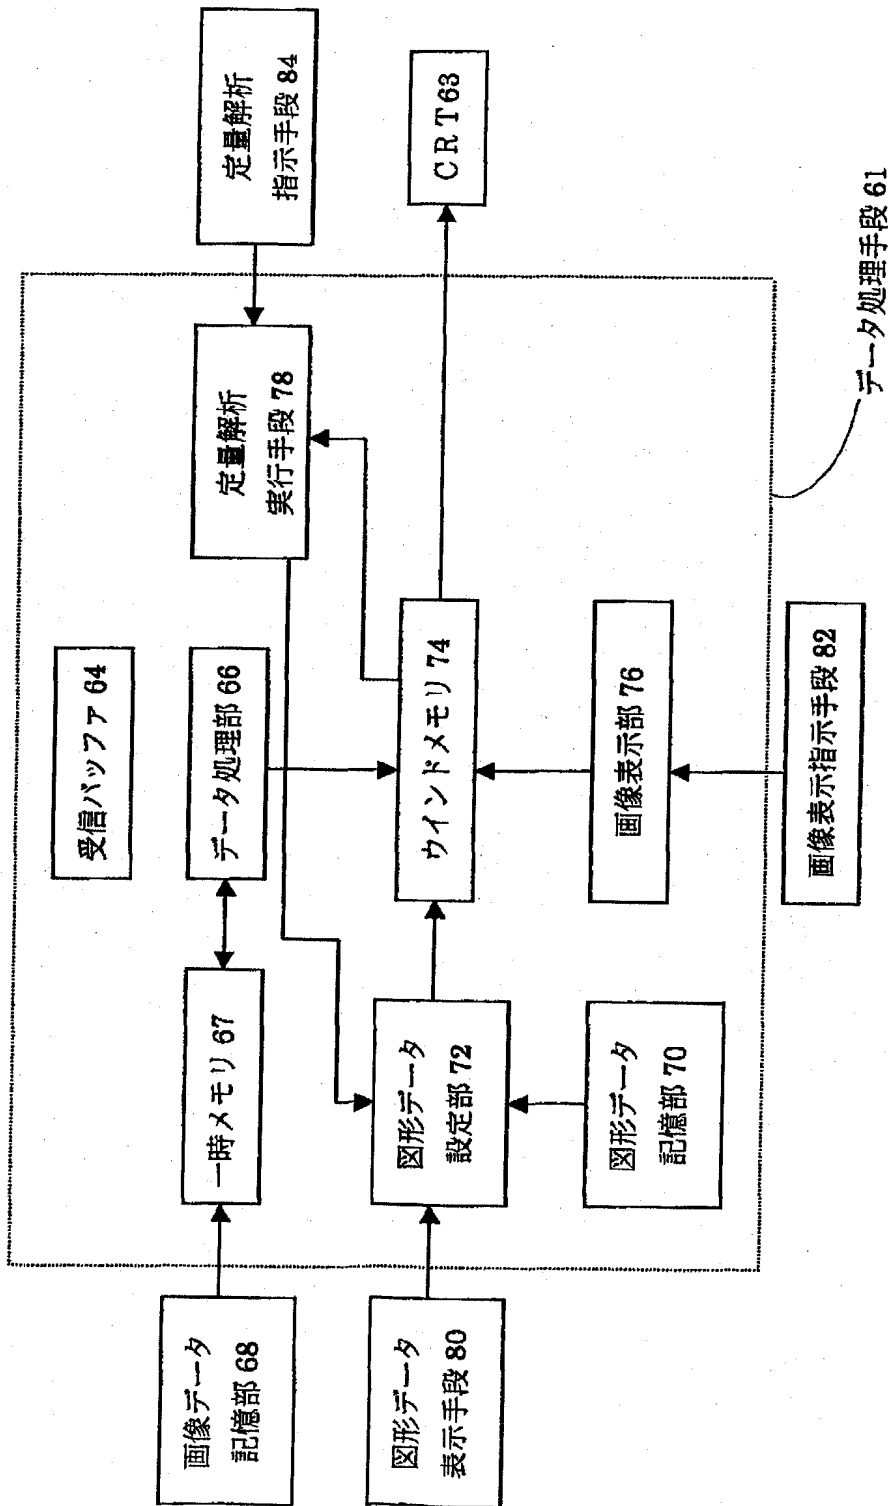 受信バッファ 64
画像データ
記憶部 68
一時メモリ 67
データ処理部 66
定量解析
実行手段 78
定量解析
指示手段 84
図形データ
表示手段 80
図形データ
設定部 72
ウインドメモリ 74
CRT 63
図形データ
記憶部 70
画像表示部 76
画像表示指示手段 82
データ処理手段 61